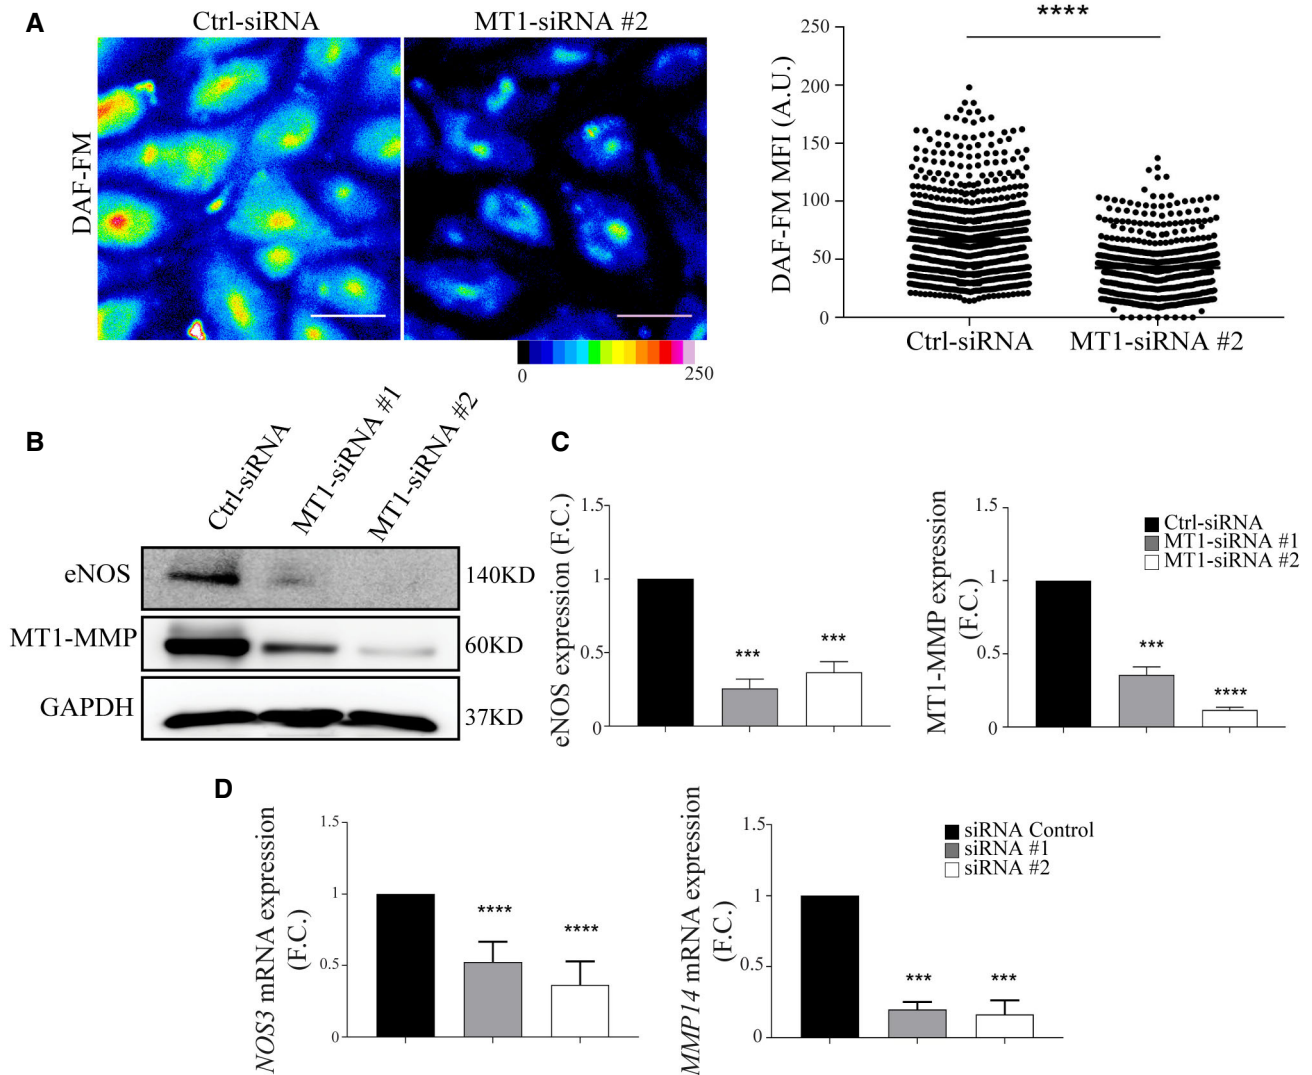 A
Ctrl-siRNA
MT1-siRNA #2
DAF-FM
0
250
****
DAF-FM MFI (A.U.)
250
200
150
100
50
0
Ctrl-siRNA
MT1-siRNA #2
B
Ctrl-siRNA
MT1-siRNA #1
MT1-siRNA #2
eNOS
140KD
MT1-MMP
60KD
GAPDH
37KD
C
eNOS expression (F.C.)
1.5
1
0.5
0
***
***
MT1-MMP expression
(F.C.)
1.5
1
0.5
0
***
****
Ctrl-siRNA
MT1-siRNA #1
MT1-siRNA #2
D
NOS3 mRNA expression
(F.C.)
1.5
1
0.5
0
****
****
MMP14 mRNA expression
(F.C.)
1.5
1
0.5
0
***
***
siRNA Control
siRNA #1
siRNA #2